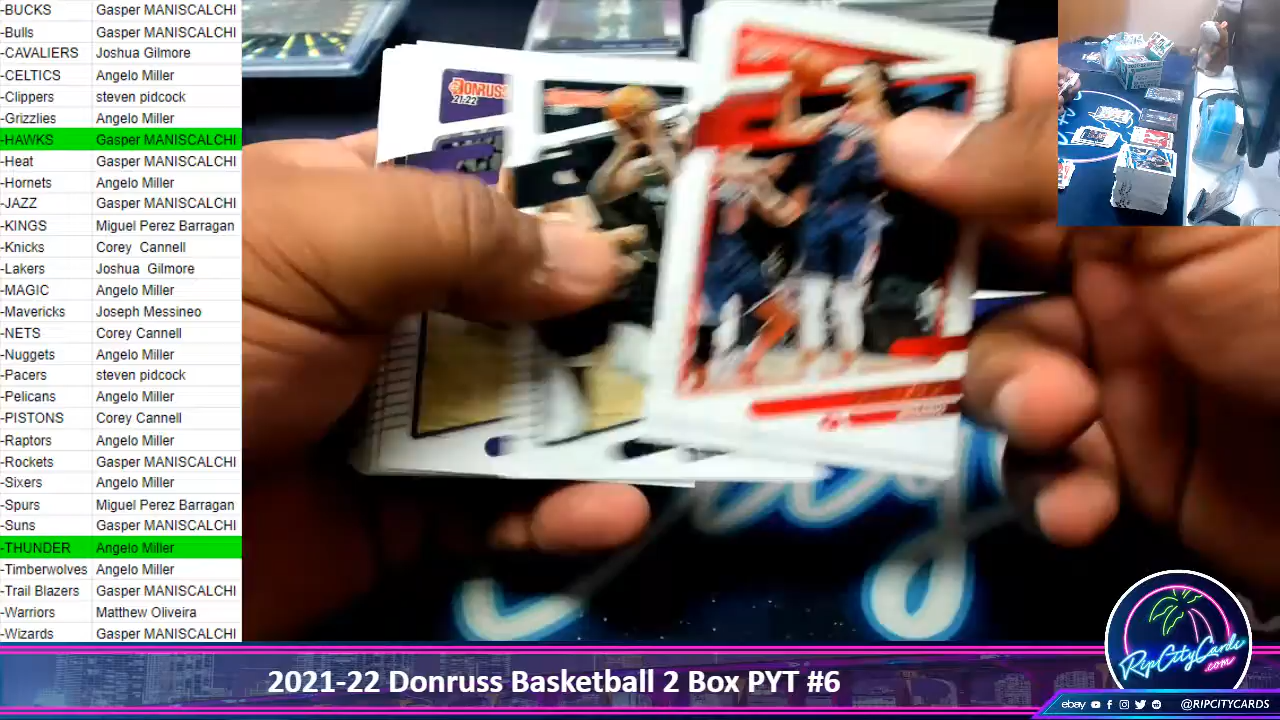 -BUCKS Gasper MANISCALCHI
-Bulls Gasper MANISCALCHI
-CAVALIERS Joshua Gilmore
-CELTICS Angelo Miller
-Clippers steven pidcock
-Grizzlies Angelo Miller
-HAWKS Gasper MANISCALCHI
-Heat Gasper MANISCALCHI
-Hornets Angelo Miller
-JAZZ Gasper MANISCALCHI
-KINGS Miguel Perez Barragan
-Knicks Corey Cannell
-Lakers Joshua Gilmore
-MAGIC Angelo Miller
-Mavericks Joseph Messineo
-NETS Corey Cannell
-Nuggets Angelo Miller
-Pacers steven pidcock
-Pelicans Angelo Miller
-PISTONS Corey Cannell
-Raptors Angelo Miller
-Rockets Gasper MANISCALCHI
-Sixers Angelo Miller
-Spurs Miguel Perez Barragan
-Suns Gasper MANISCALCHI
-THUNDER Angelo Miller
-Timberwolves Angelo Miller
-Trail Blazers Gasper MANISCALCHI
-Warriors Matthew Oliveira
-Wizards Gasper MANISCALCHI
DONRUSS
21-22
RipCityCards
.com
2021-22 Donruss Basketball 2 Box PYT #6
ebay @RIPCITYCARDS